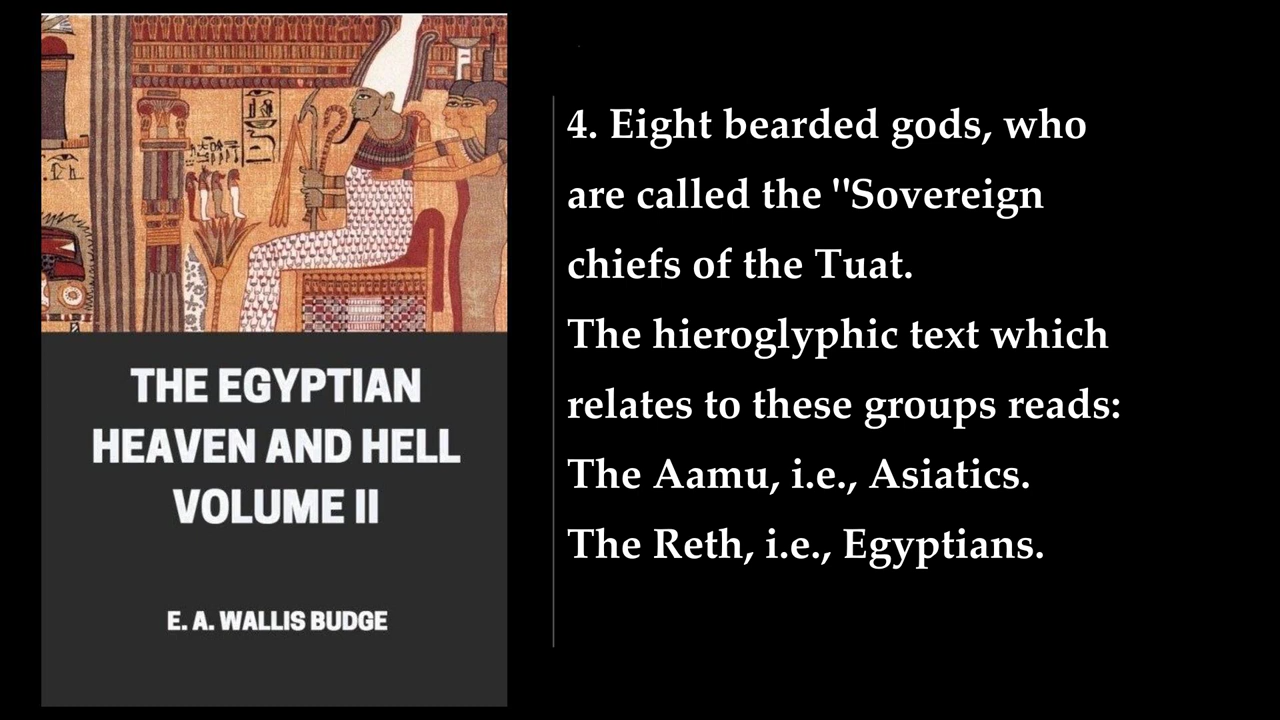 THE EGYPTIAN
HEAVEN AND HELL
VOLUME II
E. A. WALLIS BUDGE
4. Eight bearded gods, who
are called the "Sovereign
chiefs of the Tuat.
The hieroglyphic text which
relates to these groups reads:
The Aamu, i.e., Asiatics.
The Reth, i.e., Egyptians.